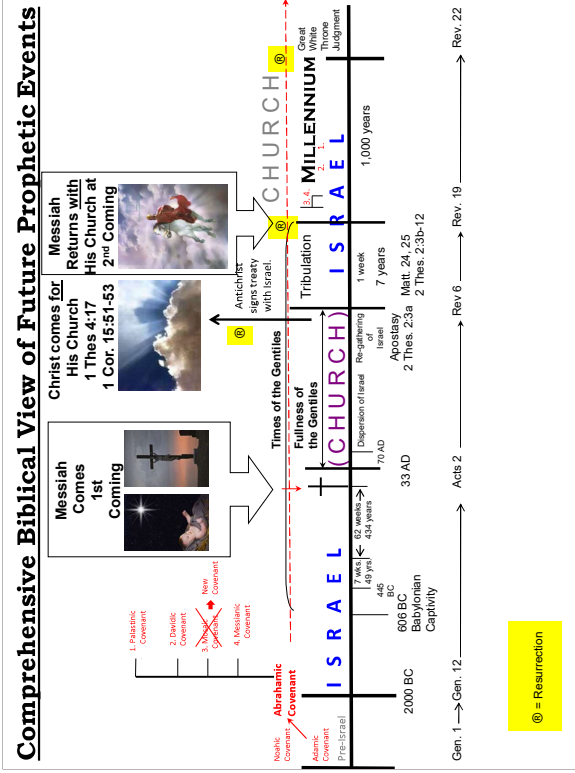 Comprehensive Biblical View of Future Prophetic Events
Messiah
Comes
1st
Coming
Christ comes for
His Church
1 Thes 4:17
1 Cor. 15:51-53
Messiah
Returns with
His Church at
2nd Coming
1. Palastinic
Covenant
2. Davidic
Covenant
3. Mosaic
Covenant
New
Covenant
4. Messianic
Covenant
Noahic
Covenant
Adamic
Covenant
Abrahamic
Covenant
Times of the Gentiles
Fullness of
the Gentiles
®
Antichrist
signs treaty
with Israel.
®
CHURCH
®
Tribulation
3. 4.
MILLENNIUM
2. 1.
Great
White
Throne
Judgment
Pre-Israel
ISRAEL
(CHURCH)
ISRAEL
2000 BC
606 BC
Babylonian
Captivity
445
BC
7 wks.
49 yrs
62 weeks
434 years
33 AD
70 AD
Dispersion of Israel
Re-gathering
of
Israel
Apostasy
2 Thes. 2:3a
1 week
7 years
Matt. 24, 25
2 Thes. 2.3b-12
1,000 years
Gen. 1
Gen. 12
Acts 2
Rev 6
Rev. 19
Rev. 22
® = Resurrection